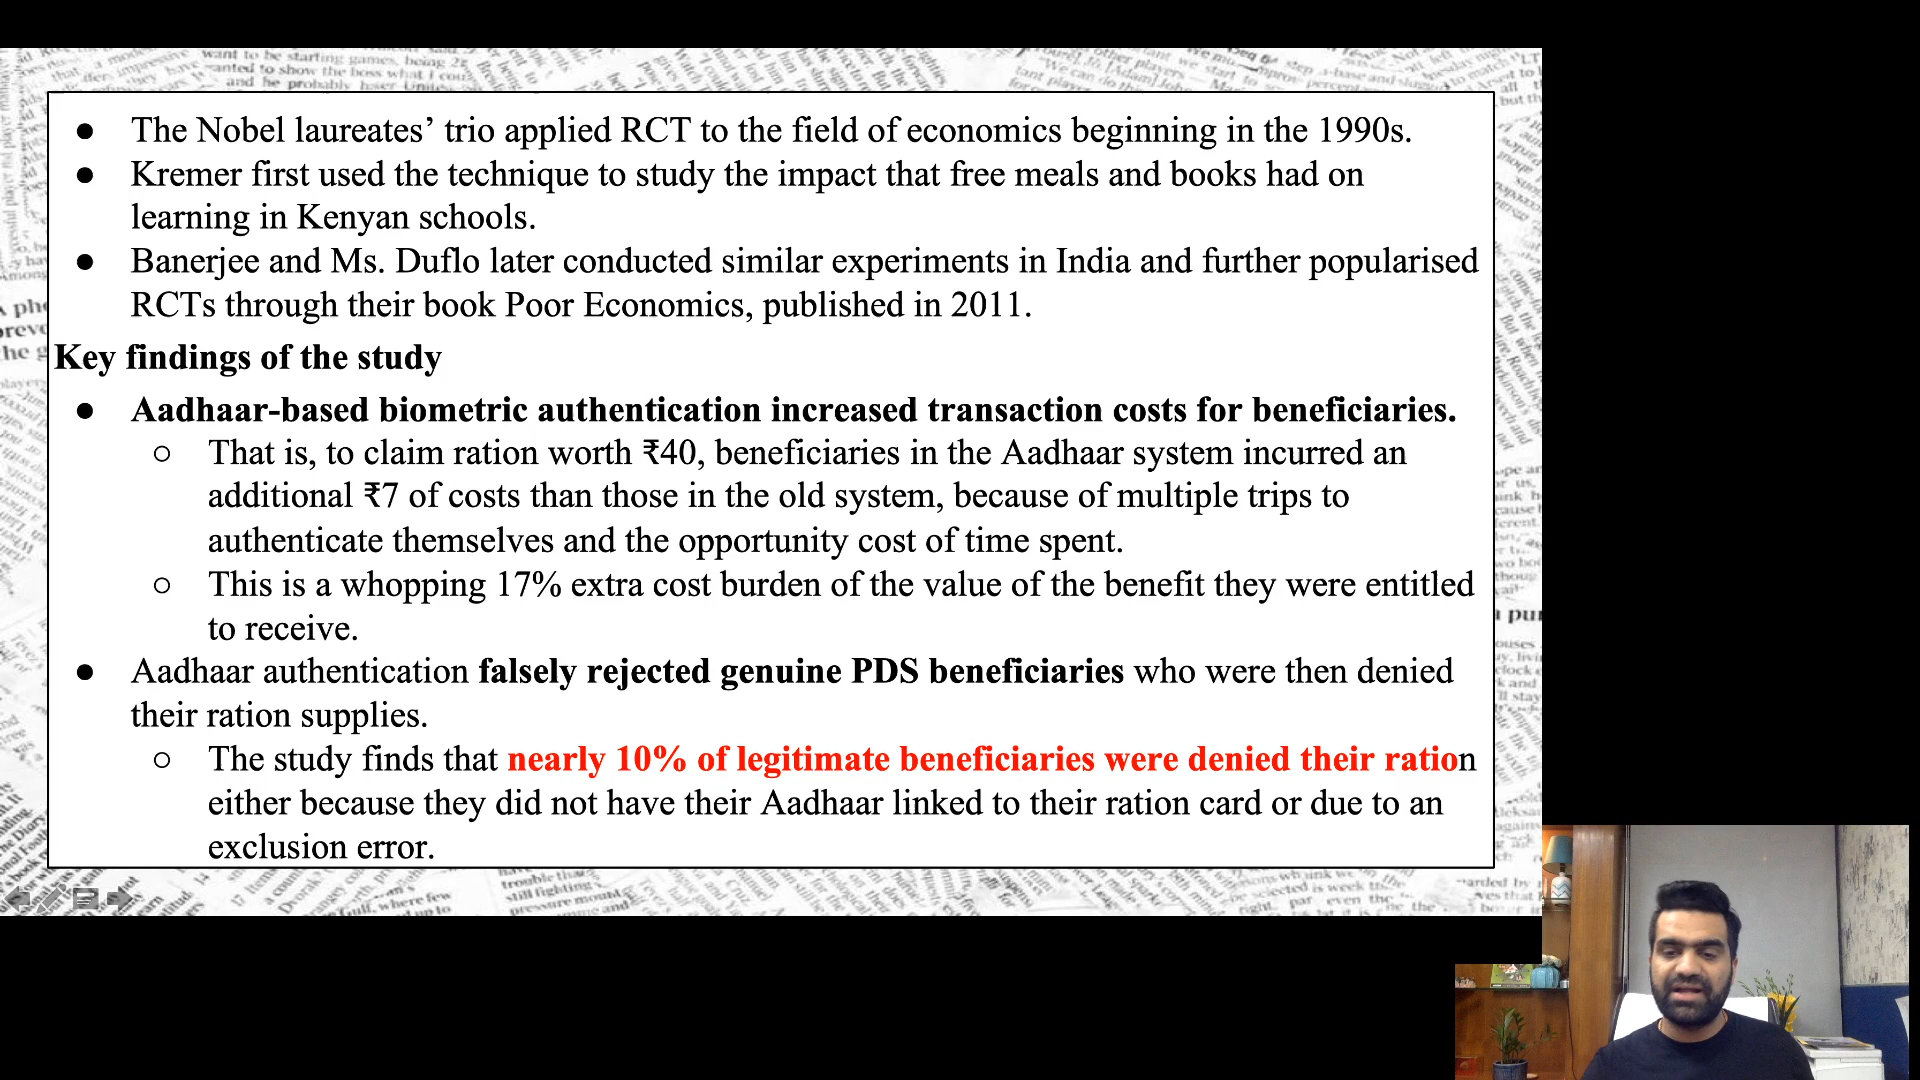 ● The Nobel laureates’ trio applied RCT to the field of economics beginning in the 1990s.
● Kremer first used the technique to study the impact that free meals and books had on
learning in Kenyan schools.
● Banerjee and Ms. Duflo later conducted similar experiments in India and further popularised
RCTs through their book Poor Economics, published in 2011.
Key findings of the study
● Aadhaar-based biometric authentication increased transaction costs for beneficiaries.
○ That is, to claim ration worth ₹40, beneficiaries in the Aadhaar system incurred an
additional ₹7 of costs than those in the old system, because of multiple trips to
authenticate themselves and the opportunity cost of time spent.
○ This is a whopping 17% extra cost burden of the value of the benefit they were entitled
to receive.
● Aadhaar authentication falsely rejected genuine PDS beneficiaries who were then denied
their ration supplies.
○ The study finds that nearly 10% of legitimate beneficiaries were denied their ration
either because they did not have their Aadhaar linked to their ration card or due to an
exclusion error.